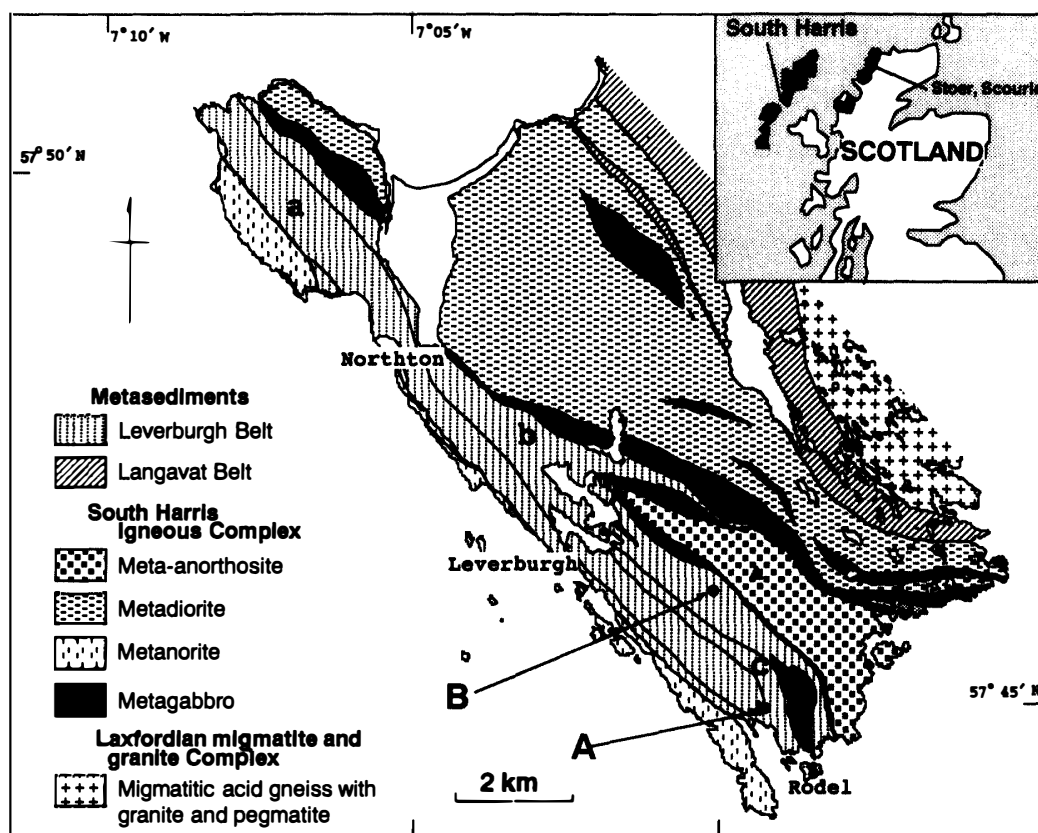 7°10'W
7°05'W
South Harris
Stoer, Scourie
SCOTLAND
57°50'N
a
Northton
Metasediments
Leverburgh Belt
Langavat Belt
b
South Harris
Igneous Complex
Meta-anorthosite
Metadiorite
Metanorite
Metagabbro
Leverburgh
c
B
A
57°45'N
Laxfordian migmatite and
granite Complex
Migmatitic acid gneiss with
granite and pegmatite
2 km
Rodel